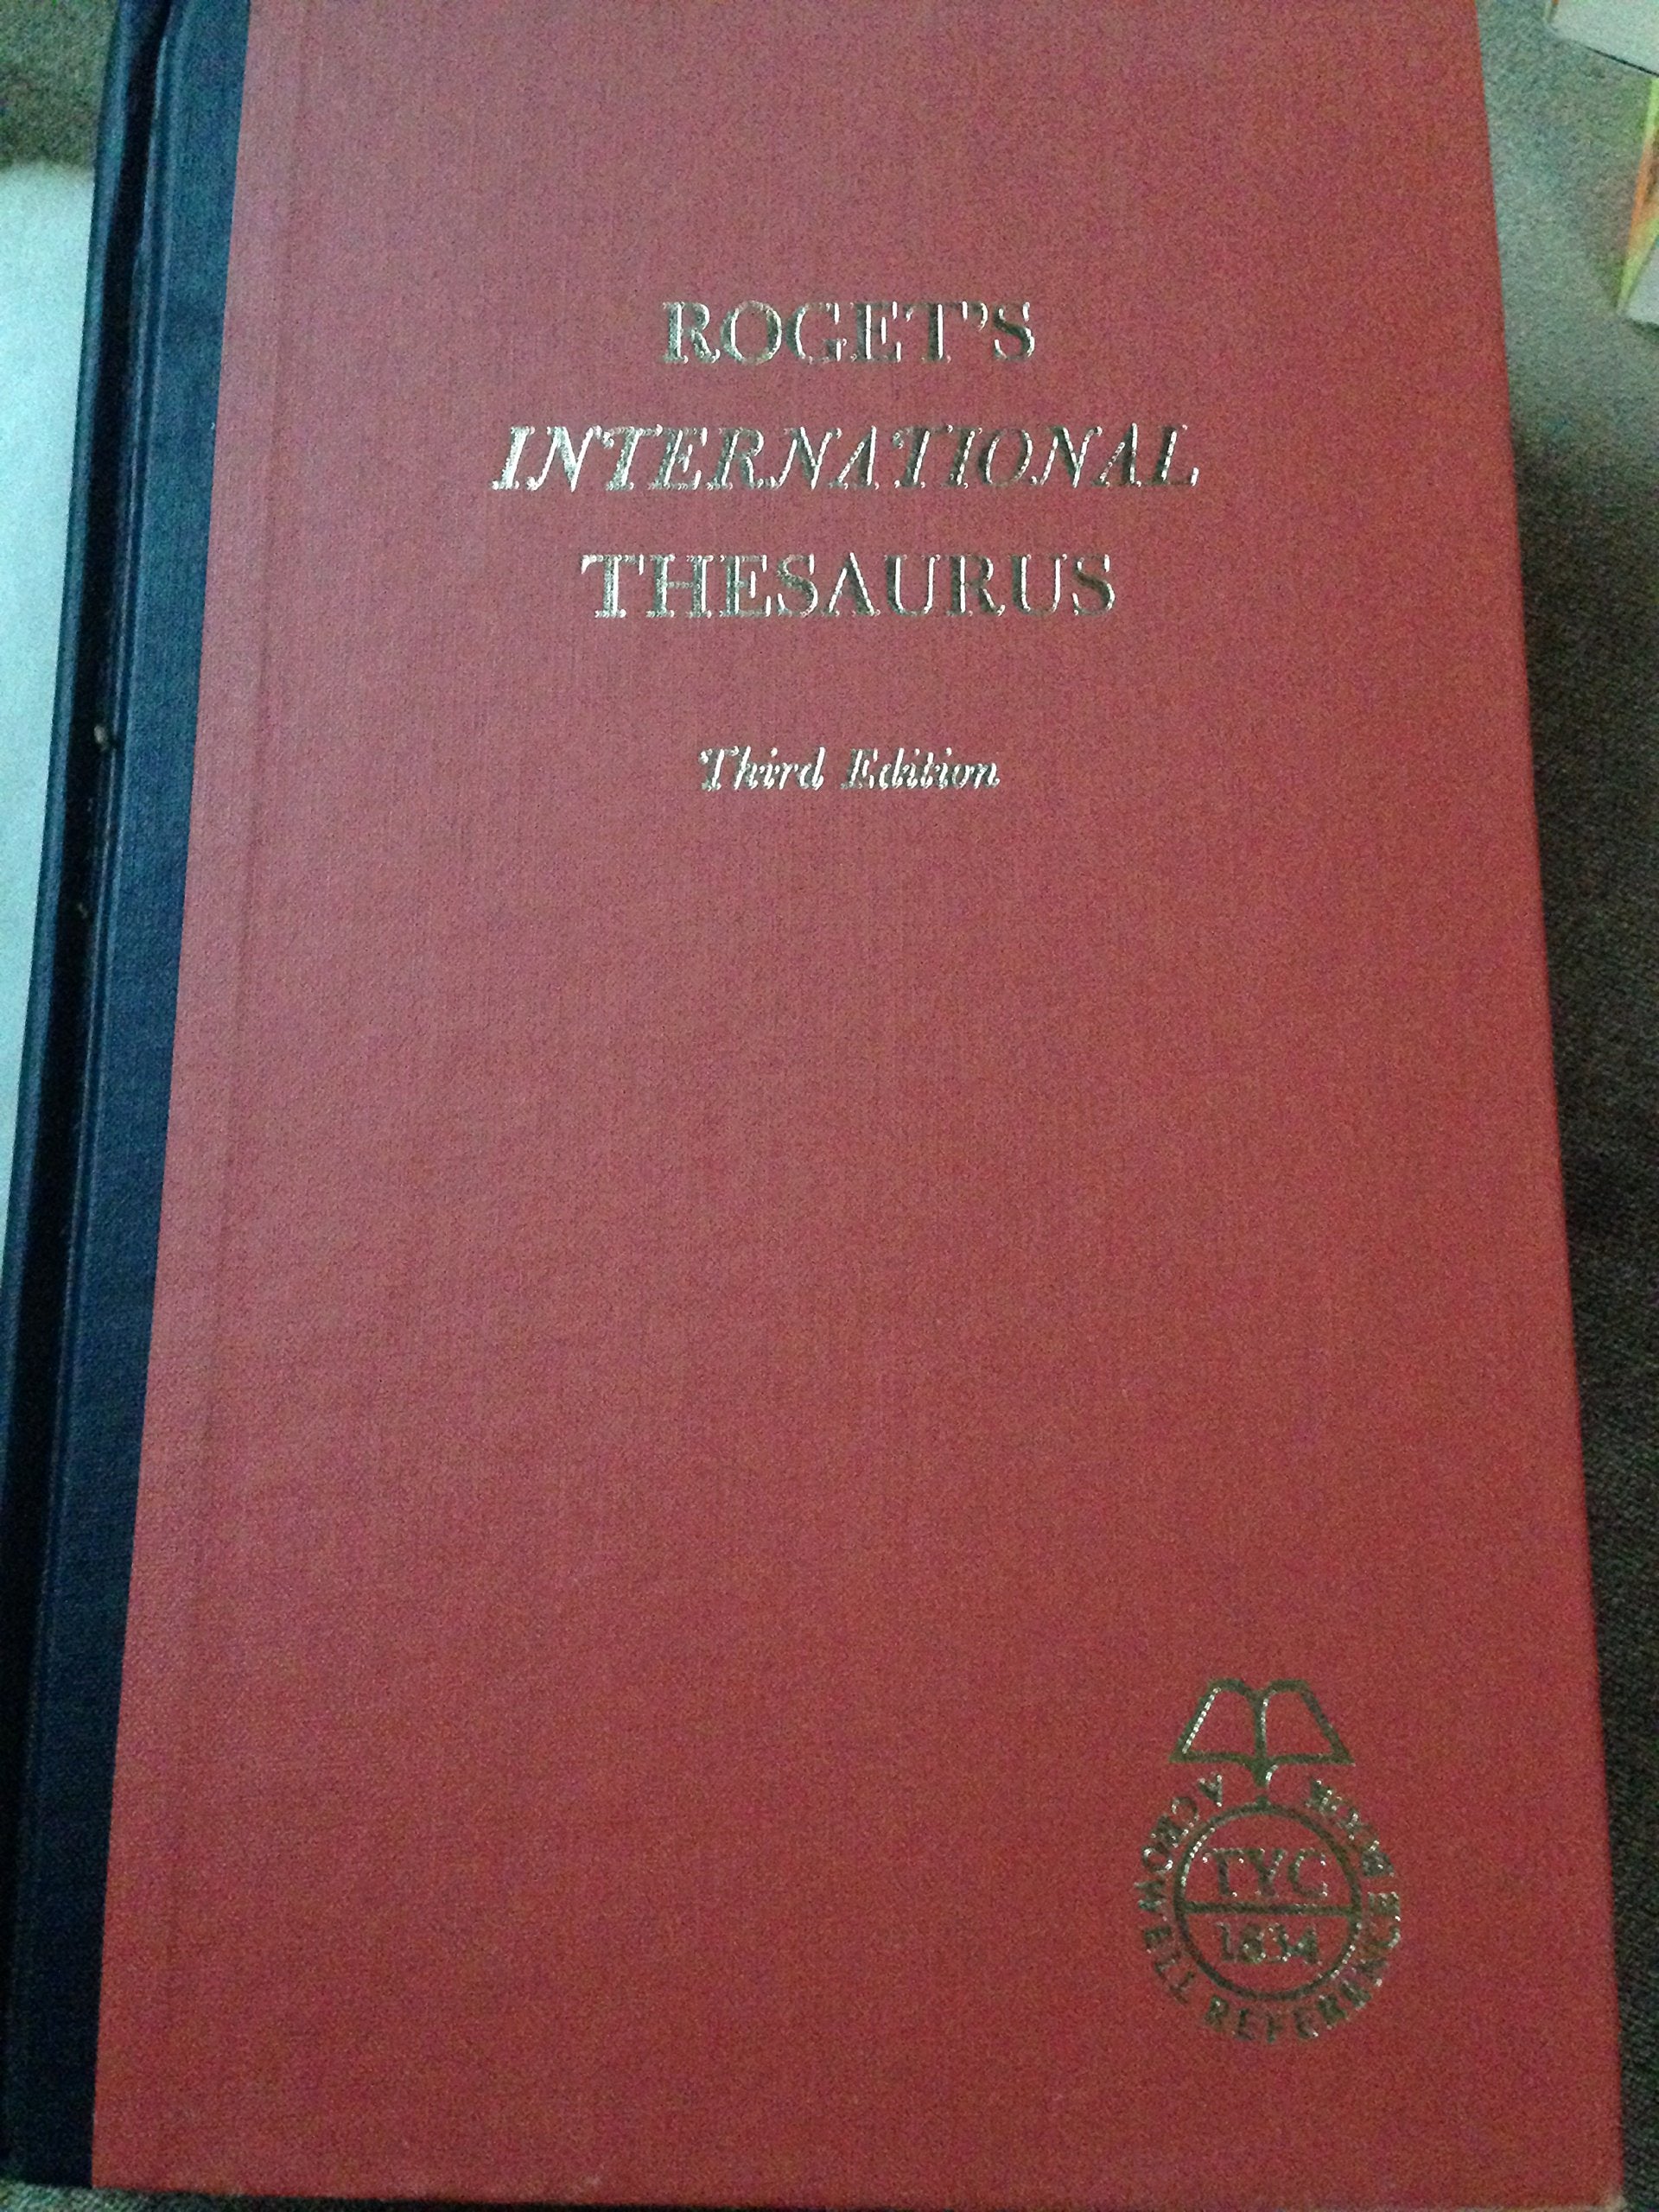 ROGET'S
INTERNATIONAL
THESAURUS
Third Edition
A CROWELL REFERENCE BOOK
TYC
1834